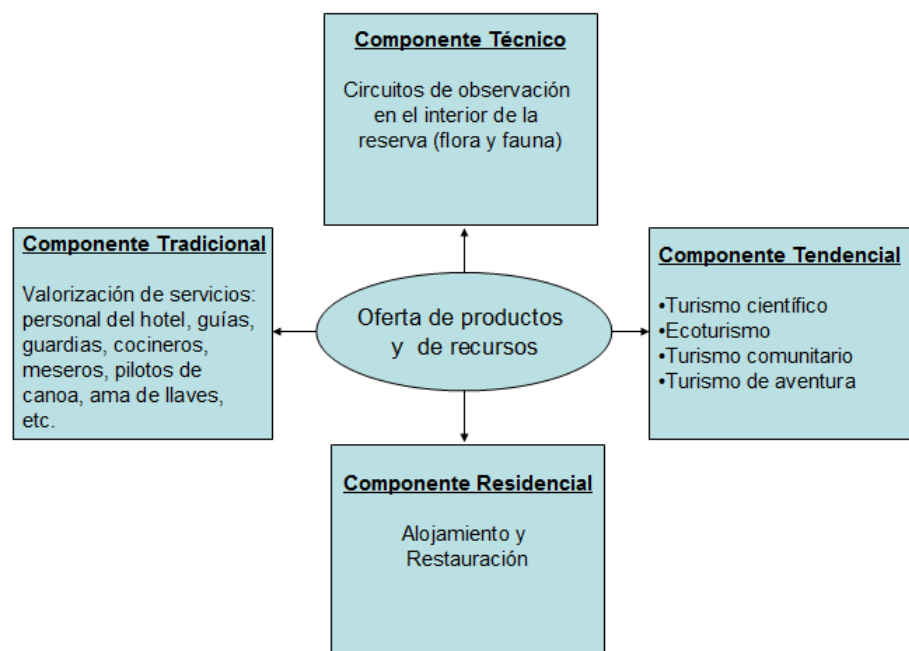 Componente Técnico
Circuitos de observación
en el interior de la
reserva (flora y fauna)
Componente Tradicional
Valorización de servicios:
personal del hotel, guías,
guardias, cocineros,
meseros, pilotos de
canoa, ama de llaves,
etc.
Oferta de productos
y de recursos
Componente Tendencial
•Turismo científico
•Ecoturismo
•Turismo comunitario
•Turismo de aventura
Componente Residencial
Alojamiento y
Restauración